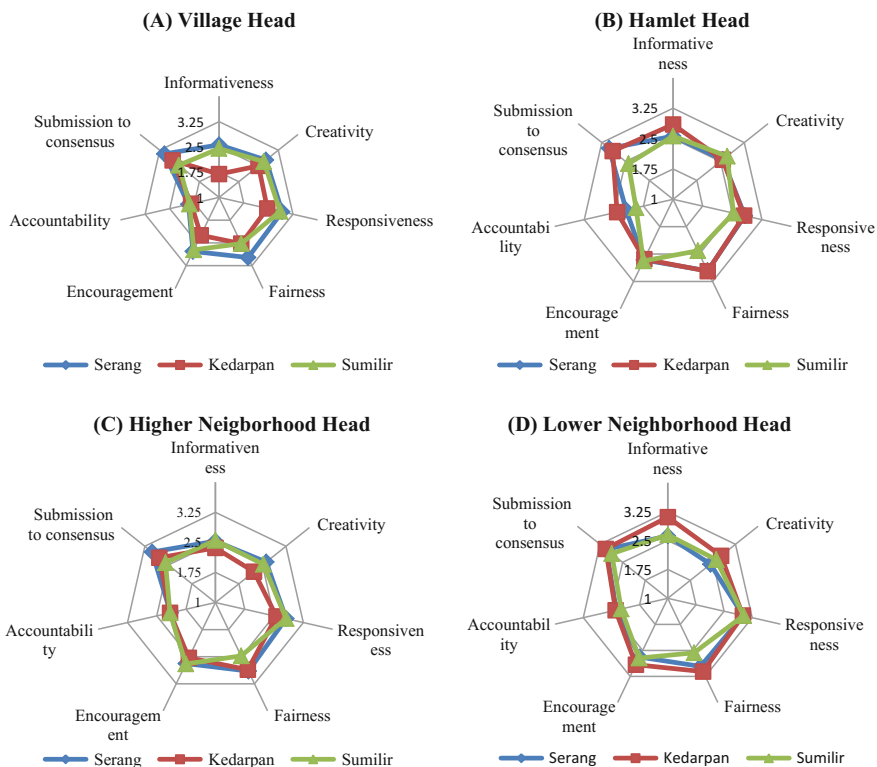 (A) Village Head
Informativeness
3.25
Submission to
consensus
Creativity
2.5
1.75
1
Accountability
Responsiveness
Encouragement
Fairness
Serang Kedarpan Sumilir
(B) Hamlet Head
Informative
ness
3.25
Submission
to
consensus
Creativity
2.5
1.75
1
Accountabi
lity
Responsive
ness
Encourage
ment
Fairness
Serang Kedarpan Sumilir
(C) Higher Neigborhood Head
Informativen
ess
3.25
Submission
to consensus
Creativity
2.5
1.75
1
Accountabili
ty
Responsiven
ess
Encouragem
ent
Fairness
Serang Kedarpan Sumilir
(D) Lower Neighborhood Head
Informative
ness
3.25
Submission
to
consensus
Creativity
2.5
1.75
1
Accountabil
ity
Responsive
ness
Encourage
ment
Fairness
Serang Kedarpan Sumilir